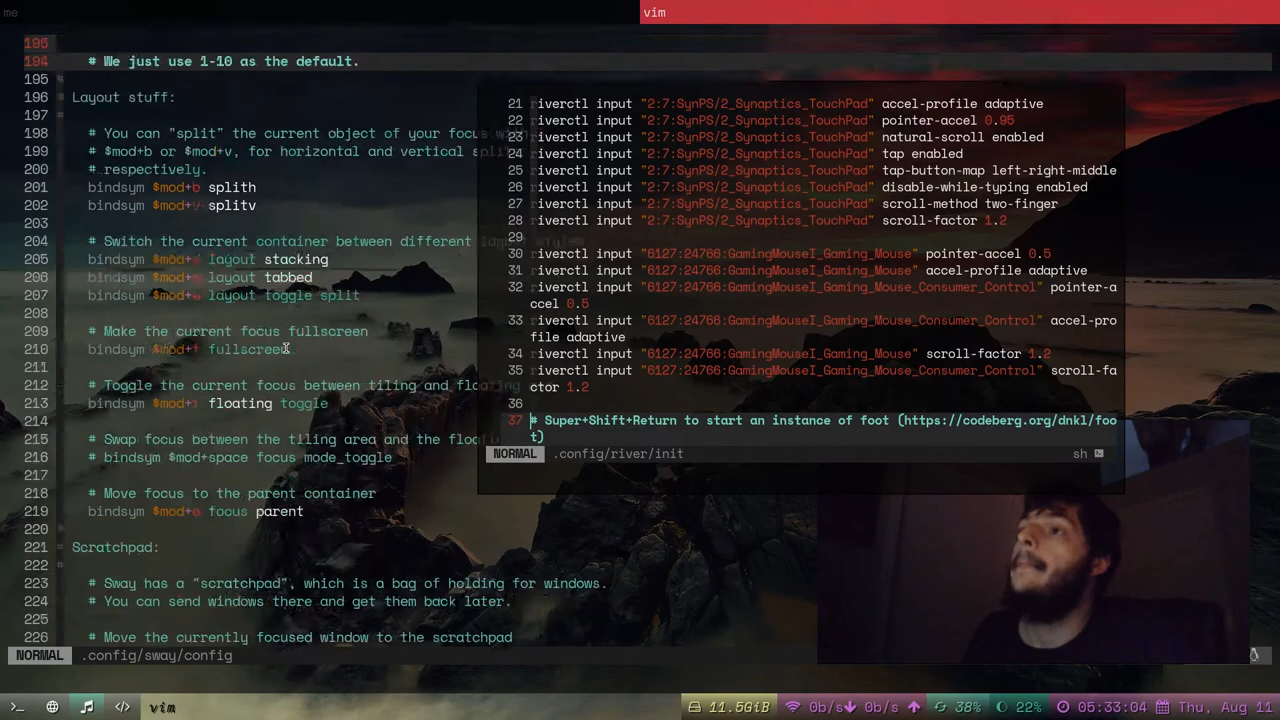 me
vim
195
194 # We just use 1-10 as the default.
195 #
196 Layout stuff:
197 #
198 # You can "split" the current object of your focus with
199 # $mod+b or $mod+v, for horizontal and vertical splits
200 # respectively.
201 bindsym $mod+b splith
202 bindsym $mod+v splitv
203
204 # Switch the current container between different layout styles
205 bindsym $mod+s layout stacking
206 bindsym $mod+w layout tabbed
207 bindsym $mod+e layout toggle split
208
209 # Make the current focus fullscreen
210 bindsym $mod+f fullscreen
211
212 # Toggle the current focus between tiling and floating
213 bindsym $mod+ floating toggle
214
215 # Swap focus between the tiling area and the floa
216 # bindsym $mod+space focus mode_toggle
217
218 # Move focus to the parent container
219 bindsym $mod+a focus parent
220
221 # Scratchpad:
222 #
223 # Sway has a "scratchpad", which is a bag of holding for windows.
224 # You can send windows there and get them back later.
225
226 # Move the currently focused window to the scratchpad
NORMAL .config/sway/config
21 riverctl input "2:7:SynPS/2_Synaptics_TouchPad" accel-profile adaptive
22 riverctl input "2:7:SynPS/2_Synaptics_TouchPad" pointer-accel 0.95
23 riverctl input "2:7:SynPS/2_Synaptics_TouchPad" natural-scroll enabled
24 riverctl input "2:7:SynPS/2_Synaptics_TouchPad" tap enabled
25 riverctl input "2:7:SynPS/2_Synaptics_TouchPad" tap-button-map left-right-middle
26 riverctl input "2:7:SynPS/2_Synaptics_TouchPad" disable-while-typing enabled
27 riverctl input "2:7:SynPS/2_Synaptics_TouchPad" scroll-method two-finger
28 riverctl input "2:7:SynPS/2_Synaptics_TouchPad" scroll-factor 1.2
29
30 riverctl input "6127:24766:GamingMouseI_Gaming_Mouse" pointer-accel 0.5
31 riverctl input "6127:24766:GamingMouseI_Gaming_Mouse" accel-profile adaptive
32 riverctl input "6127:24766:GamingMouseI_Gaming_Mouse_Consumer_Control" pointer-a
ccel 0.5
33 riverctl input "6127:24766:GamingMouseI_Gaming_Mouse_Consumer_Control" accel-pro
file adaptive
34 riverctl input "6127:24766:GamingMouseI_Gaming_Mouse" scroll-factor 1.2
35 riverctl input "6127:24766:GamingMouseI_Gaming_Mouse_Consumer_Control" scroll-fa
ctor 1.2
36
37 # Super+Shift+Return to start an instance of foot (https://codeberg.org/dnkl/foo
t)
NORMAL .config/river/init sh
vim 11.5GiB 0b/s 0b/s 38% 22% 05:33:04 Thu, Aug 11